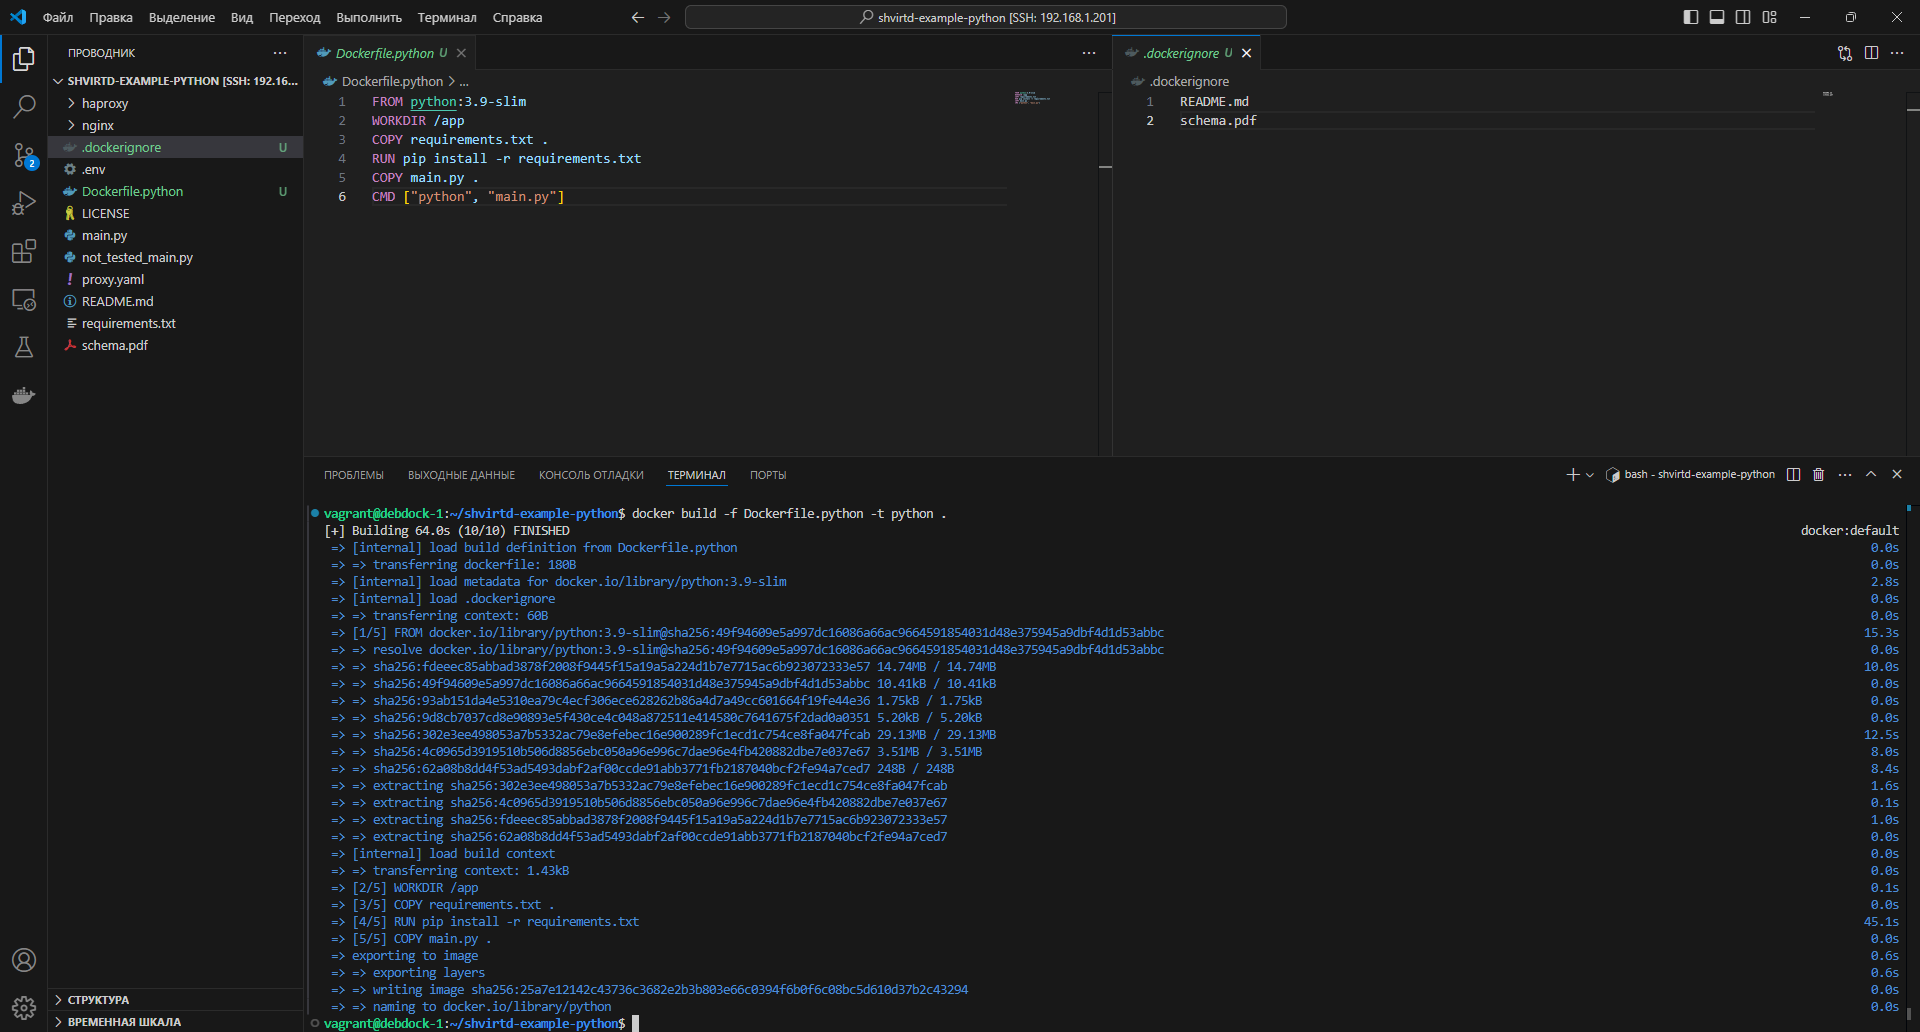 Файл Правка Выделение Вид Переход Выполнить Терминал Справка
shvirtd-example-python [SSH: 192.168.1.201]
ПРОВОДНИК
SHVIRTD-EXAMPLE-PYTHON [SSH: 192.16...
haproxy
nginx
.dockerignore U
.env
Dockerfile.python U
LICENSE
main.py
not_tested_main.py
proxy.yaml
README.md
requirements.txt
schema.pdf
2
СТРУКТУРА
ВРЕМЕННАЯ ШКАЛА
Dockerfile.python U
Dockerfile.python > ...
1 FROM python:3.9-slim
2 WORKDIR /app
3 COPY requirements.txt .
4 RUN pip install -r requirements.txt
5 COPY main.py .
6 CMD ["python", "main.py"]
.dockerignore U
.dockerignore
1 README.md
2 schema.pdf
ПРОБЛЕМЫ ВЫХОДНЫЕ ДАННЫЕ КОНСОЛЬ ОТЛАДКИ ТЕРМИНАЛ ПОРТЫ
bash - shvirtd-example-python
vagrant@debdock-1:~/shvirtd-example-python$ docker build -f Dockerfile.python -t python .
[+] Building 64.0s (10/10) FINISHED docker:default
=> [internal] load build definition from Dockerfile.python 0.0s
=> => transferring dockerfile: 180B 0.0s
=> [internal] load metadata for docker.io/library/python:3.9-slim 2.8s
=> [internal] load .dockerignore 0.0s
=> => transferring context: 60B 0.0s
=> [1/5] FROM docker.io/library/python:3.9-slim@sha256:49f94609e5a997dc16086a66ac9664591854031d48e375945a9dbf4d1d53abbc 15.3s
=> => resolve docker.io/library/python:3.9-slim@sha256:49f94609e5a997dc16086a66ac9664591854031d48e375945a9dbf4d1d53abbc 0.0s
=> => sha256:fdeeec85abbad3878f2008f9445f15a19a5a224d1b7e7715ac6b923072333e57 14.74MB / 14.74MB 10.0s
=> => sha256:49f94609e5a997dc16086a66ac9664591854031d48e375945a9dbf4d1d53abbc 10.41kB / 10.41kB 0.0s
=> => sha256:93ab151da4e5310ea79c4ecf306ece628262b86a4d7a49cc601664f19fe44e36 1.75kB / 1.75kB 0.0s
=> => sha256:9d8cb7037cd8e90893e5f430ce4c048a872511e414580c7641675f2dad0a0351 5.20kB / 5.20kB 0.0s
=> => sha256:302e3ee498053a7b5332ac79e8efebec16e900289fc1ecd1c754ce8fa047fcab 29.13MB / 29.13MB 12.5s
=> => sha256:4c0965d3919510b506d8856ebc050a96e996c7dae96e4fb420882dbe7e037e67 3.51MB / 3.51MB 8.0s
=> => sha256:62a08b8dd4f53ad5493dabf2af00ccde91abb3771fb2187040bcf2fe94a7ced7 248B / 248B 8.4s
=> => extracting sha256:302e3ee498053a7b5332ac79e8efebec16e900289fc1ecd1c754ce8fa047fcab 1.6s
=> => extracting sha256:4c0965d3919510b506d8856ebc050a96e996c7dae96e4fb420882dbe7e037e67 0.1s
=> => extracting sha256:fdeeec85abbad3878f2008f9445f15a19a5a224d1b7e7715ac6b923072333e57 1.0s
=> => extracting sha256:62a08b8dd4f53ad5493dabf2af00ccde91abb3771fb2187040bcf2fe94a7ced7 0.0s
=> [internal] load build context 0.0s
=> => transferring context: 1.43kB 0.0s
=> [2/5] WORKDIR /app 0.1s
=> [3/5] COPY requirements.txt . 0.0s
=> [4/5] RUN pip install -r requirements.txt 45.1s
=> [5/5] COPY main.py . 0.0s
=> exporting to image 0.6s
=> => exporting layers 0.6s
=> => writing image sha256:25a7e12142c43736c3682e2b3b803e66c0394f6b0f6c08bc5d610d37b2c43294 0.0s
=> => naming to docker.io/library/python 0.0s
vagrant@debdock-1:~/shvirtd-example-python$